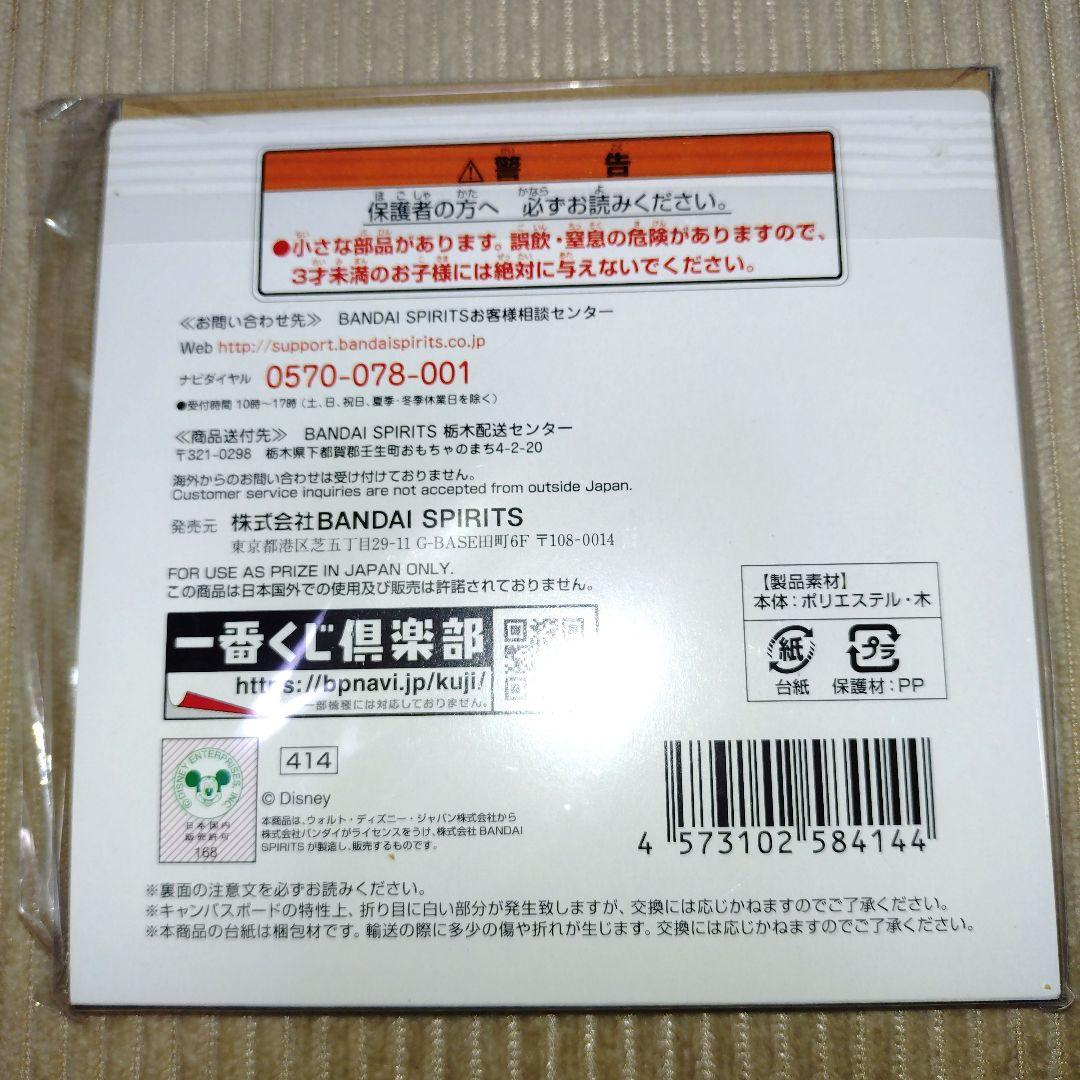 ⚠警告
保護者の方へ 必ずお読みください。
●小さな部品があります。誤飲・窒息の危険がありますので、
3才未満のお子様には絶対に与えないでください。
≪お問い合わせ先≫ BANDAI SPIRITSお客様相談センター
Web http://support.bandaispirits.co.jp
ナビダイヤル 0570-078-001
●受付時間 10時〜17時(土、日、祝日、夏季・冬季休業日を除く)
≪商品送付先≫ BANDAI SPIRITS 栃木配送センター
〒321-0298 栃木県下都賀郡壬生町おもちゃのまち4-2-20
海外からのお問い合わせは受け付けておりません。
Customer service inquiries are not accepted from outside Japan.
発売元 株式会社BANDAI SPIRITS
東京都港区芝五丁目29-11 G-BASE田町6F 〒108-0014
FOR USE AS PRIZE IN JAPAN ONLY.
この商品は日本国外での使用及び販売は許諾されておりません。
【製品素材】
本体:ポリエステル・木
紙
プラ
台紙 保護材:PP
一番くじ倶楽部
https://bpnavi.jp/kuji/
一部機種には対応しておりません。
©DISNEY ENTERPRISES, INC.
日本国内
販売許可
168
414
© Disney
本商品は、ウォルト・ディズニー・ジャパン株式会社から
株式会社バンダイがライセンスをうけ、株式会社 BANDAI
SPIRITS が製造し、販売するものです。
4 573102 584144
※裏面の注意文を必ずお読みください。
※キャンバスボードの特性上、折り目に白い部分が発生致しますが、交換には応じかねますのでご了承ください。
※本商品の台紙は梱包材です。輸送の際に多少の傷や折れが生じます。交換には応じかねますのでご了承ください。